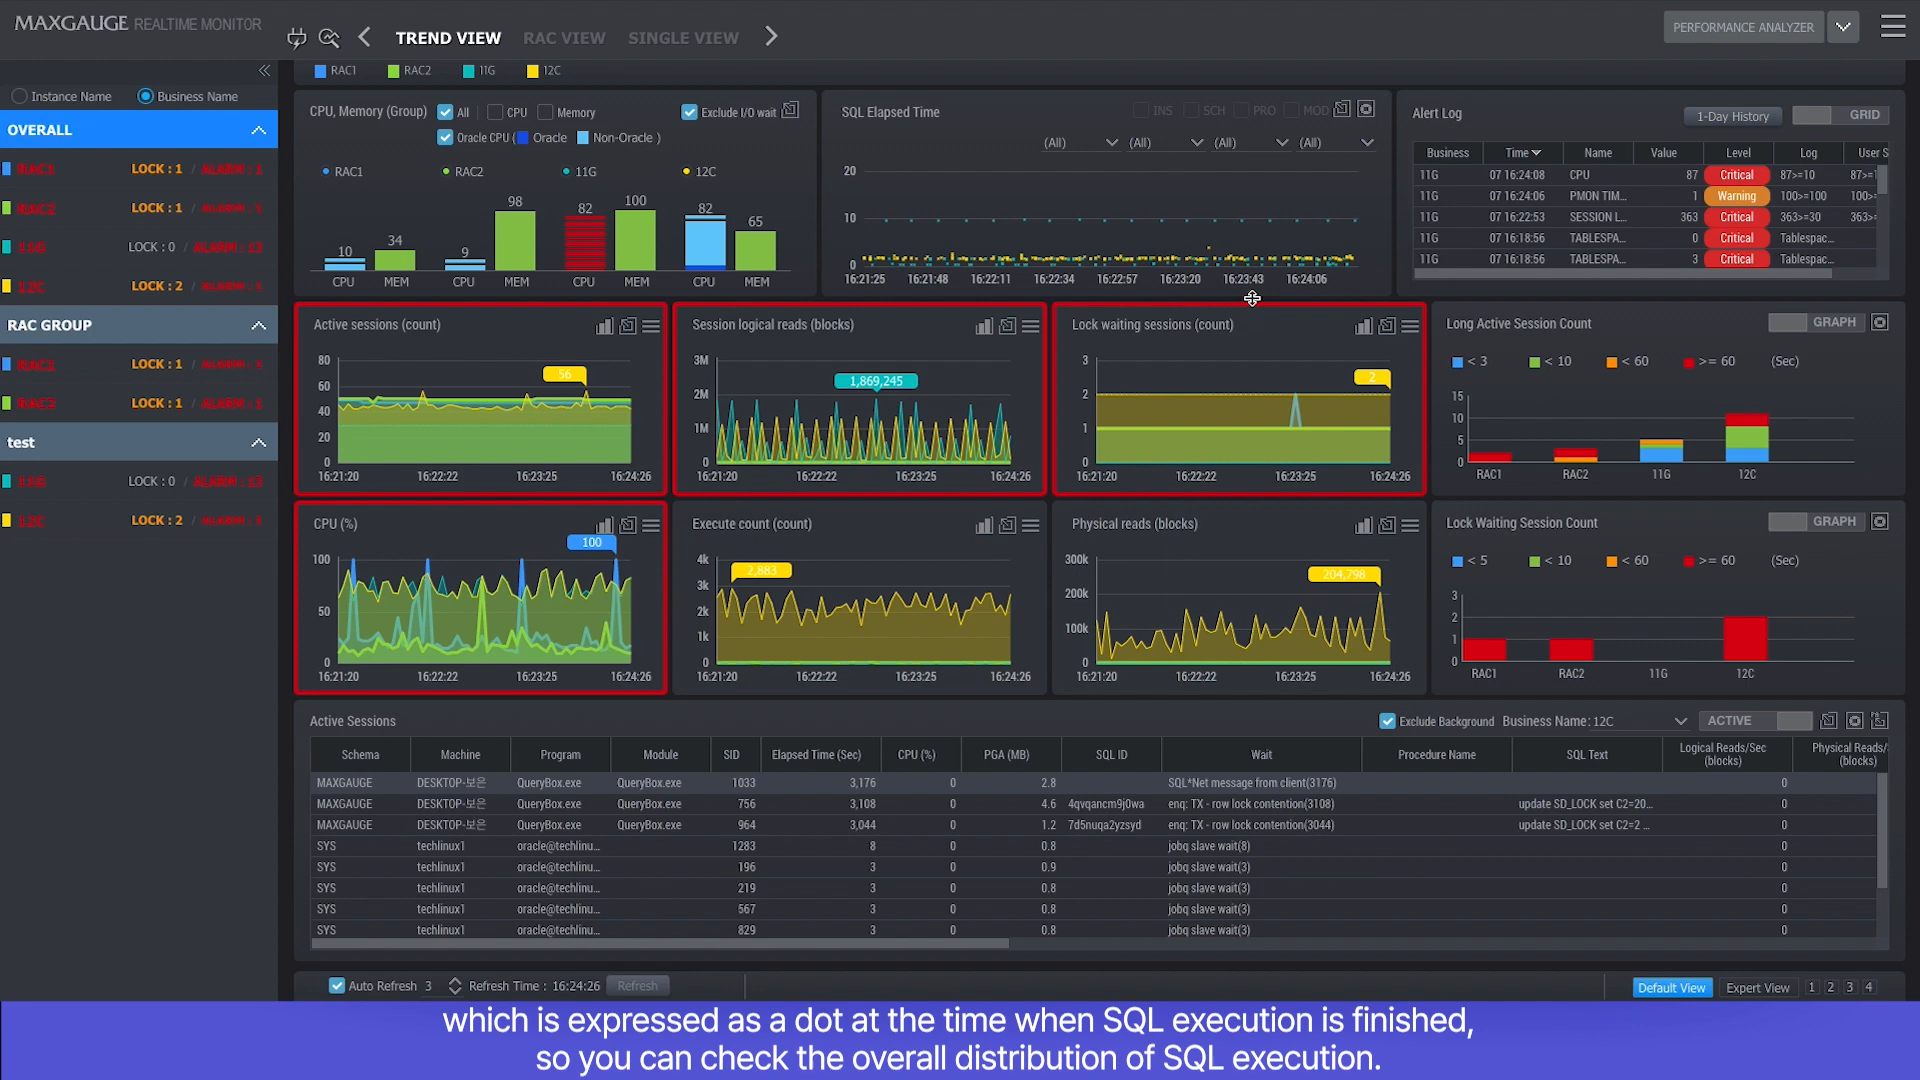 MAXGAUGE REALTIME MONITOR
TREND VIEW RAC VIEW SINGLE VIEW
PERFORMANCE ANALYZER
RAC1 RAC2 11G 12C
Instance Name Business Name
OVERALL
RAC1 LOCK : 1 /
RAC2 LOCK : 1 /
11G LOCK : 0 / ALARM : 13
12C LOCK : 2 /
RAC GROUP
LOCK : 1 /
RAC2 LOCK : 1 /
test
11G LOCK : 0 / ALARM : 13
12C LOCK : 2 /
CPU, Memory (Group) All CPU Memory Exclude I/O wait
Oracle CPU ( Oracle Non-Oracle )
RAC1 RAC2 11G 12C
10 34 9 98 82 100 82 65
CPU MEM CPU MEM CPU MEM CPU MEM
SQL Elapsed Time INS SCH PRO MOD
(All) (All) (All) (All)
20
10
0
16:21:25 16:21:48 16:22:11 16:22:34 16:22:57 16:23:20 16:23:43 16:24:06
Alert Log 1-Day History GRID
Business Time Name Value Level Log User S
11G 07 16:24:08 CPU 87 Critical 87>=10 87>=1
11G 07 16:24:06 PMON TIM... 1 Warning 100>=100 100>=
11G 07 16:22:53 SESSION L... 363 Critical 363>=30 363>=
11G 07 16:18:56 TABLESPA... 0 Critical Tablespac...
11G 07 16:18:56 TABLESPA... 3 Critical Tablespac...
Active sessions (count)
80
60
40
20
0
56
16:21:20 16:22:22 16:23:25 16:24:26
Session logical reads (blocks)
3M
2M
1M
0
1,869,245
16:21:20 16:22:22 16:23:25 16:24:26
Lock waiting sessions (count)
3
2
1
0
2
16:21:20 16:22:22 16:23:25 16:24:26
Long Active Session Count GRAPH
< 3 < 10 < 60 >= 60 (Sec)
15
10
5
0
RAC1 RAC2 11G 12C
CPU (%)
100
50
0
100
16:21:20 16:22:22 16:23:25 16:24:26
Execute count (count)
4k
3k
2k
1k
0
2,883
16:21:20 16:22:22 16:23:25 16:24:26
Physical reads (blocks)
300k
200k
100k
0
204,798
16:21:20 16:22:22 16:23:25 16:24:26
Lock Waiting Session Count GRAPH
< 5 < 10 < 60 >= 60 (Sec)
3
2
1
0
RAC1 RAC2 11G 12C
Active Sessions Exclude Background Business Name: 12C ACTIVE
Schema Machine Program Module SID Elapsed Time (Sec) CPU (%) PGA (MB) SQL ID Wait Procedure Name SQL Text Logical Reads/Sec (blocks) Physical Reads/ (blocks)
MAXGAUGE DESKTOP-보은 QueryBox.exe QueryBox.exe 1033 3,176 0 2.8 SQL*Net message from client(3176) 0
MAXGAUGE DESKTOP-보은 QueryBox.exe QueryBox.exe 756 3,108 0 4.6 4qvqancm9j0wa enq: TX - row lock contention(3108) update SD_LOCK set C2=20... 0
MAXGAUGE DESKTOP-보은 QueryBox.exe QueryBox.exe 964 3,044 0 1.2 7d5nuqa2yzsyd enq: TX - row lock contention(3044) update SD_LOCK set C2=2 ... 0
SYS techlinux1 oracle@techlinu... 1283 8 0 0.8 jobq slave wait(8) 0
SYS techlinux1 oracle@techlinu... 196 3 0 0.9 jobq slave wait(3) 0
SYS techlinux1 oracle@techlinu... 219 3 0 0.8 jobq slave wait(3) 0
SYS techlinux1 oracle@techlinu... 567 3 0 0.8 jobq slave wait(3) 0
SYS techlinux1 oracle@techlinu... 829 3 0 0.8 jobq slave wait(3) 0
Auto Refresh 3 Refresh Time : 16:24:26 Refresh
Default View Expert View 1 2 3 4
which is expressed as a dot at the time when SQL execution is finished,
so you can check the overall distribution of SQL execution.